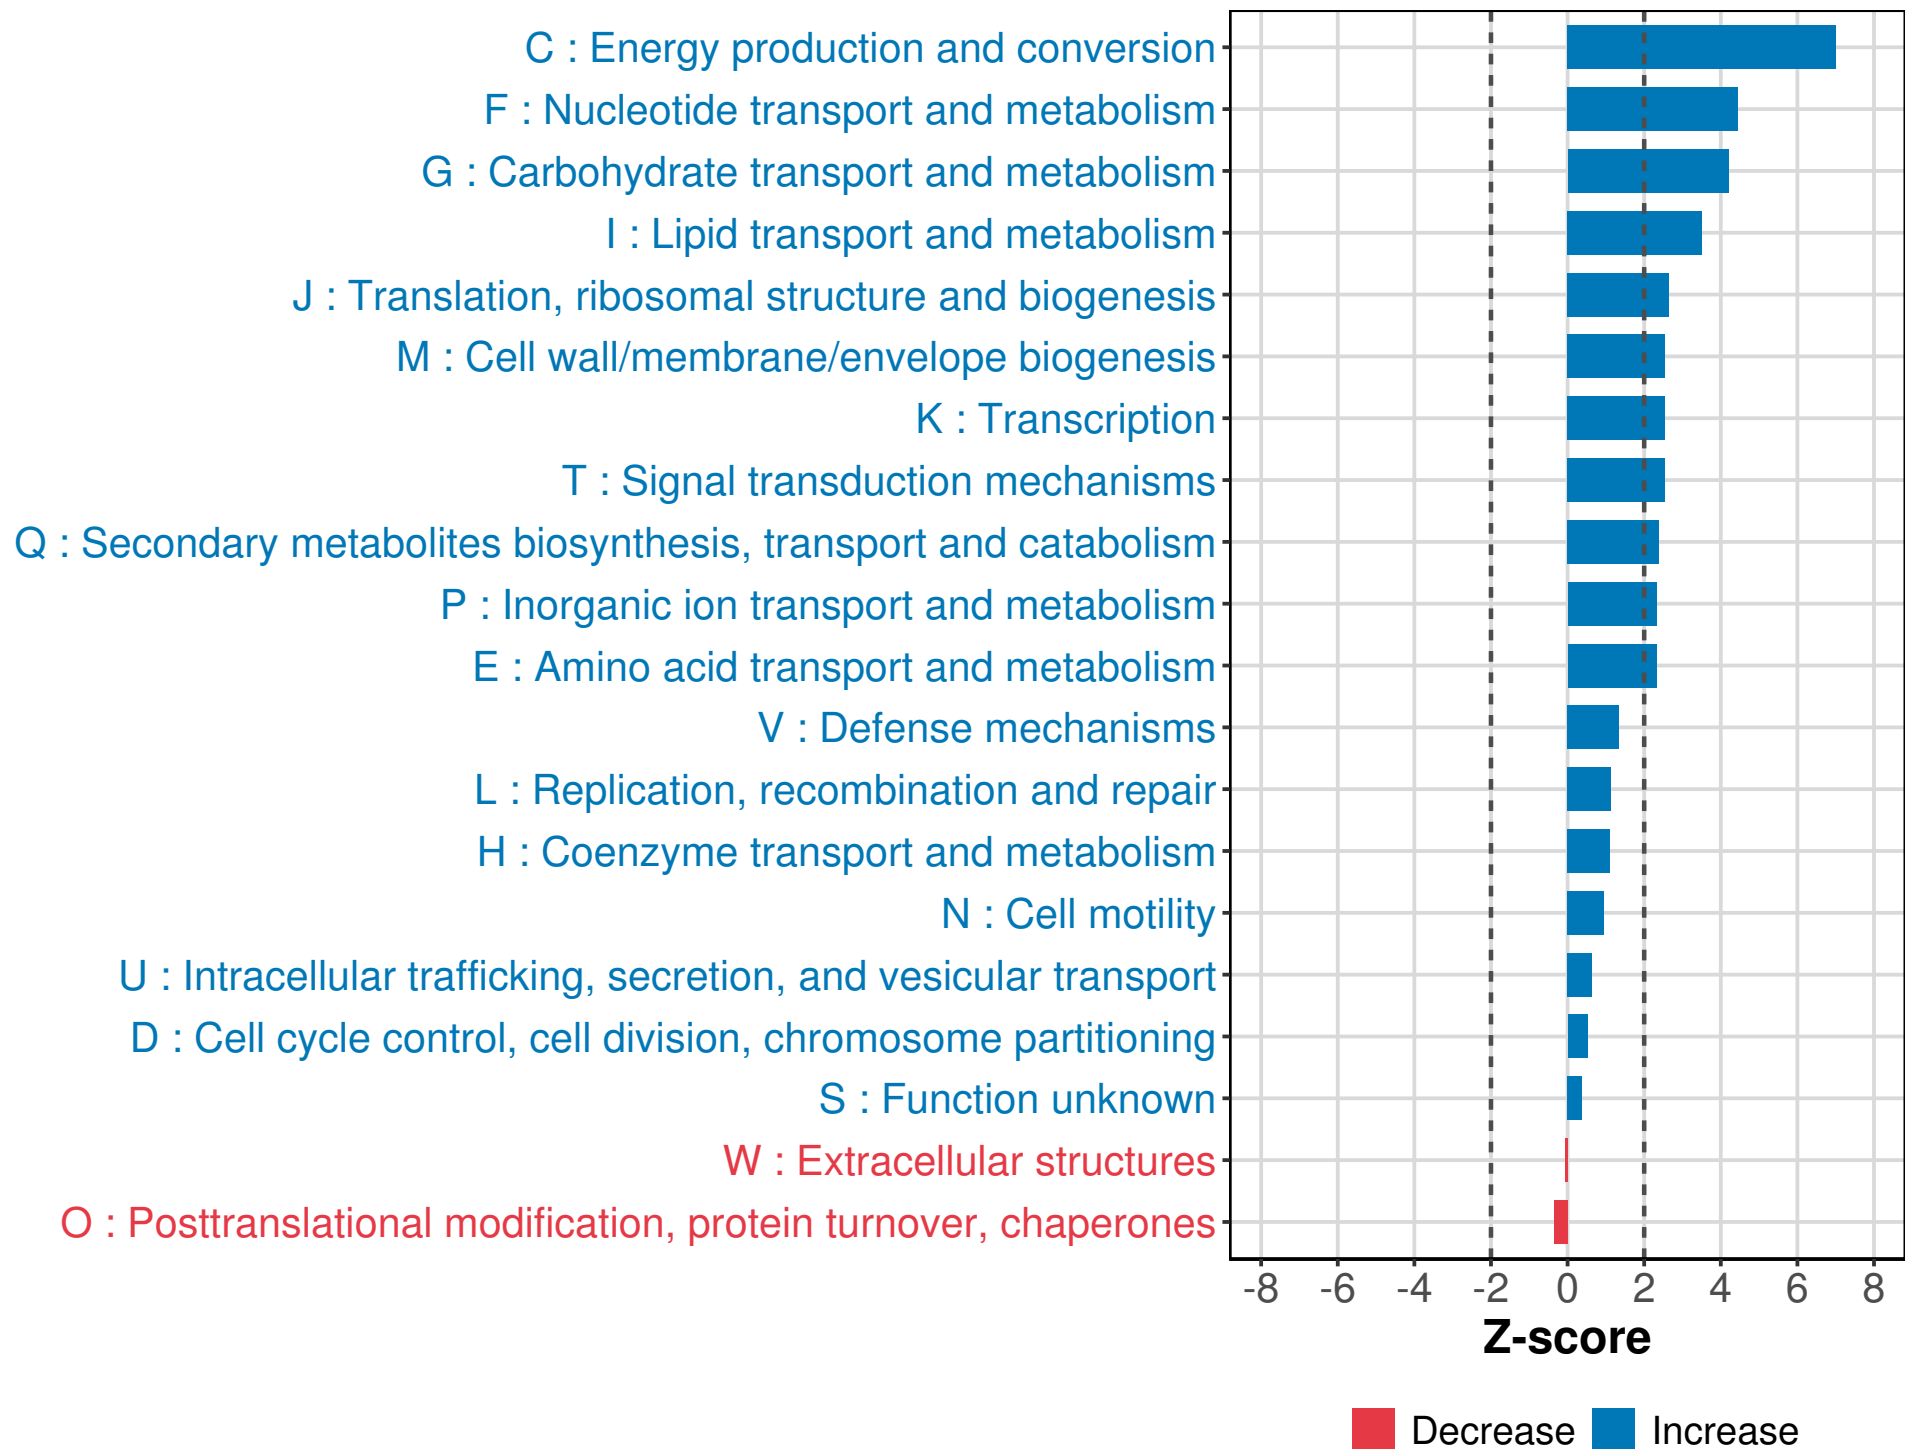 C : Energy production and conversion
F : Nucleotide transport and metabolism
G : Carbohydrate transport and metabolism
I : Lipid transport and metabolism
J : Translation, ribosomal structure and biogenesis
M : Cell wall/membrane/envelope biogenesis
K : Transcription
T : Signal transduction mechanisms
Q : Secondary metabolites biosynthesis, transport and catabolism
P : Inorganic ion transport and metabolism
E : Amino acid transport and metabolism
V : Defense mechanisms
L : Replication, recombination and repair
H : Coenzyme transport and metabolism
N : Cell motility
U : Intracellular trafficking, secretion, and vesicular transport
D : Cell cycle control, cell division, chromosome partitioning
S : Function unknown
W : Extracellular structures
O : Posttranslational modification, protein turnover, chaperones
-8 -6 -4 -2 0 2 4 6 8
Z-score
Decrease Increase